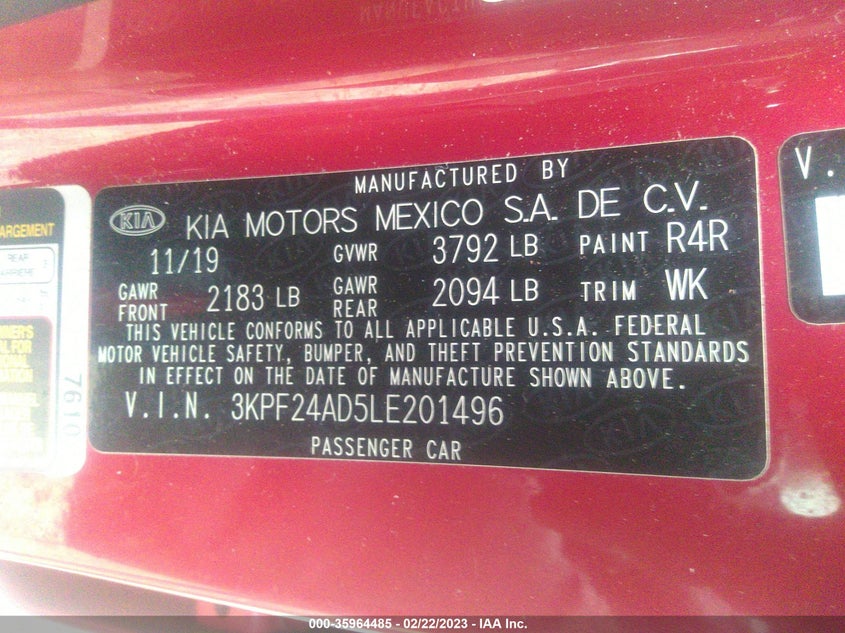 MANUFACTURED BY
KIA KIA MOTORS MEXICO S.A. DE C.V.
11/19 GVWR 3792 LB PAINT R4R
GAWR FRONT 2183 LB GAWR REAR 2094 LB TRIM WK
THIS VEHICLE CONFORMS TO ALL APPLICABLE U.S.A. FEDERAL
MOTOR VEHICLE SAFETY, BUMPER, AND THEFT PREVENTION STANDARDS
IN EFFECT ON THE DATE OF MANUFACTURE SHOWN ABOVE.
V.I.N. 3KPF24AD5LE201496
PASSENGER CAR
ARGEMENT
REAR
7610
V.
000-35964485 - 02/22/2023 - IAA Inc.